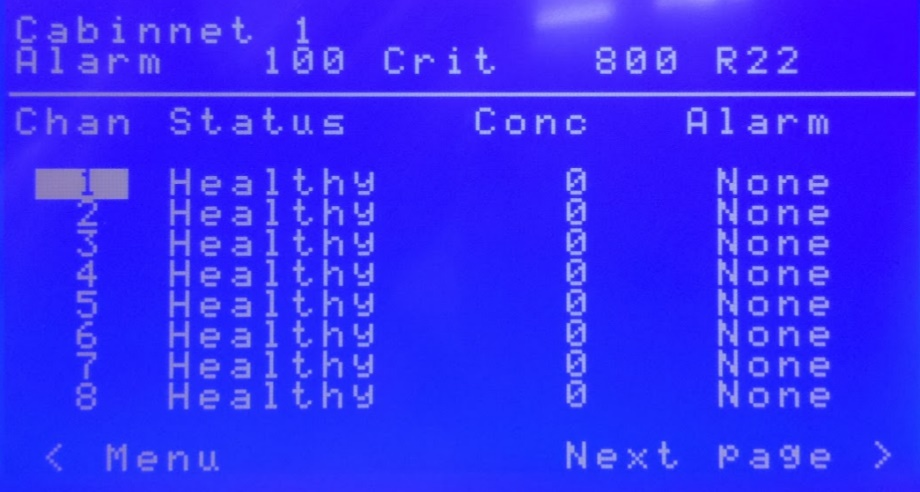 Cabinnet 1
Alarm 100 Crit 800 R22
Chan Status Conc Alarm
1 Healthy 0 None
2 Healthy 0 None
3 Healthy 0 None
4 Healthy 0 None
5 Healthy 0 None
6 Healthy 0 None
7 Healthy 0 None
8 Healthy 0 None
< Menu Next page >